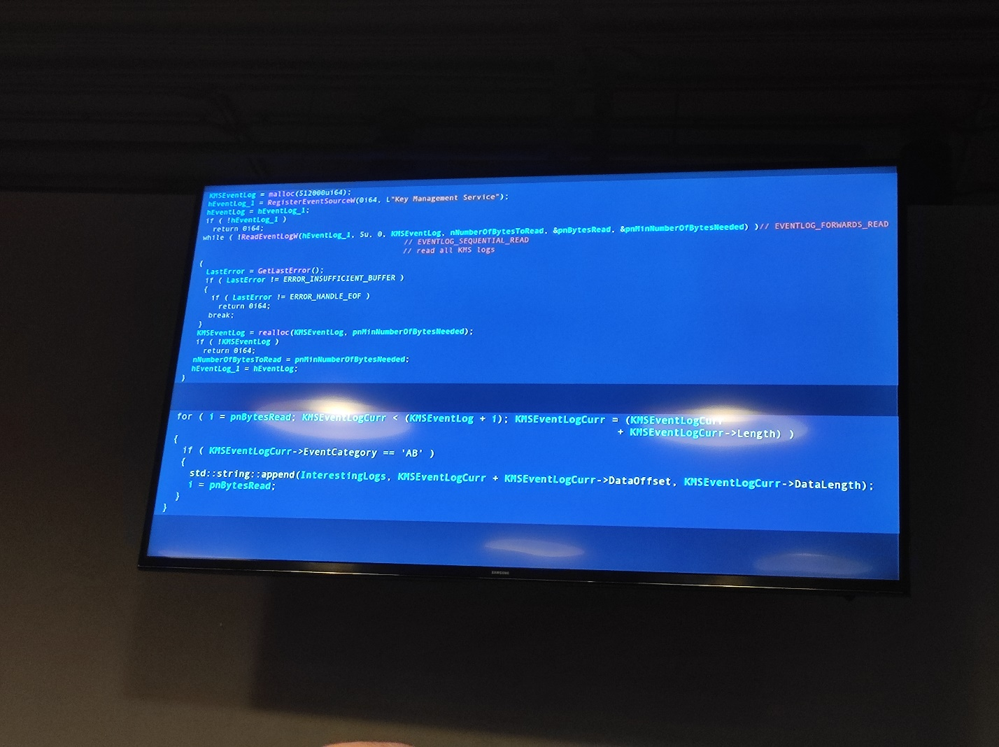 KMSEventLog = malloc(512000ui64);
hEventLog_1 = RegisterEventSourceW(0i64, L"Key Management Service");
hEventLog = hEventLog_1;
if ( !hEventLog_1 )
return 0i64;
while ( !ReadEventLogW(hEventLog_1, 5u, 0, KMSEventLog, nNumberOfBytesToRead, &pnBytesRead, &pnMinNumberOfBytesNeeded) )// EVENTLOG_FORWARDS_READ
// EVENTLOG_SEQUENTIAL_READ
// read all KMS logs
{
LastError = GetLastError();
if ( LastError != ERROR_INSUFFICIENT_BUFFER )
{
if ( LastError != ERROR_HANDLE_EOF )
return 0i64;
break;
}
KMSEventLog = realloc(KMSEventLog, pnMinNumberOfBytesNeeded);
if ( !KMSEventLog )
return 0i64;
nNumberOfBytesToRead = pnMinNumberOfBytesNeeded;
hEventLog_1 = hEventLog;
}
for ( i = pnBytesRead; KMSEventLogCurr < (KMSEventLog + i); KMSEventLogCurr = (KMSEventLogCurr
+ KMSEventLogCurr->Length) )
{
if ( KMSEventLogCurr->EventCategory == 'AB' )
{
std::string::append(InterestingLogs, KMSEventLogCurr + KMSEventLogCurr->DataOffset, KMSEventLogCurr->DataLength);
i = pnBytesRead;
}
}
SAMSUNG